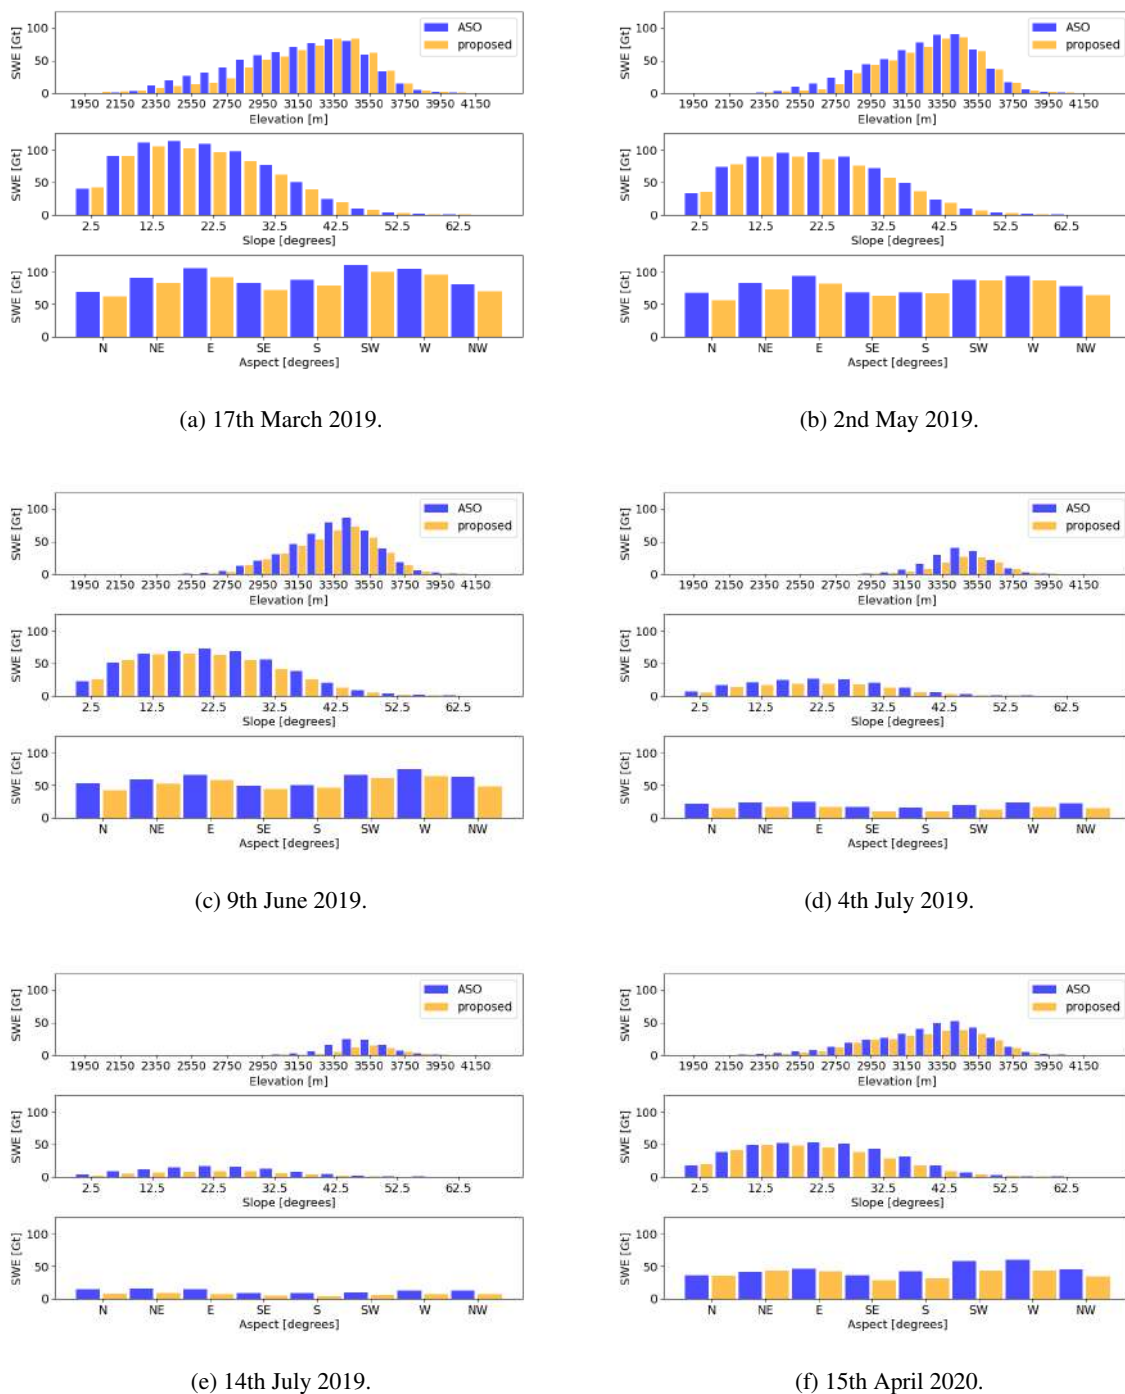 SWE [Gt]
100
50
0
ASO
proposed
1950 2150 2350 2550 2750 2950 3150 3350 3550 3750 3950 4150
Elevation [m]
SWE [Gt]
100
50
0
2.5 12.5 22.5 32.5 42.5 52.5 62.5
Slope [degrees]
SWE [Gt]
100
50
0
N NE E SE S SW W NW
Aspect [degrees]
(a) 17th March 2019.
SWE [Gt]
100
50
0
ASO
proposed
1950 2150 2350 2550 2750 2950 3150 3350 3550 3750 3950 4150
Elevation [m]
SWE [Gt]
100
50
0
2.5 12.5 22.5 32.5 42.5 52.5 62.5
Slope [degrees]
SWE [Gt]
100
50
0
N NE E SE S SW W NW
Aspect [degrees]
(b) 2nd May 2019.
SWE [Gt]
100
50
0
ASO
proposed
1950 2150 2350 2550 2750 2950 3150 3350 3550 3750 3950 4150
Elevation [m]
SWE [Gt]
100
50
0
2.5 12.5 22.5 32.5 42.5 52.5 62.5
Slope [degrees]
SWE [Gt]
100
50
0
N NE E SE S SW W NW
Aspect [degrees]
(c) 9th June 2019.
SWE [Gt]
100
50
0
ASO
proposed
1950 2150 2350 2550 2750 2950 3150 3350 3550 3750 3950 4150
Elevation [m]
SWE [Gt]
100
50
0
2.5 12.5 22.5 32.5 42.5 52.5 62.5
Slope [degrees]
SWE [Gt]
100
50
0
N NE E SE S SW W NW
Aspect [degrees]
(d) 4th July 2019.
SWE [Gt]
100
50
0
ASO
proposed
1950 2150 2350 2550 2750 2950 3150 3350 3550 3750 3950 4150
Elevation [m]
SWE [Gt]
100
50
0
2.5 12.5 22.5 32.5 42.5 52.5 62.5
Slope [degrees]
SWE [Gt]
100
50
0
N NE E SE S SW W NW
Aspect [degrees]
(e) 14th July 2019.
SWE [Gt]
100
50
0
ASO
proposed
1950 2150 2350 2550 2750 2950 3150 3350 3550 3750 3950 4150
Elevation [m]
SWE [Gt]
100
50
0
2.5 12.5 22.5 32.5 42.5 52.5 62.5
Slope [degrees]
SWE [Gt]
100
50
0
N NE E SE S SW W NW
Aspect [degrees]
(f) 15th April 2020.